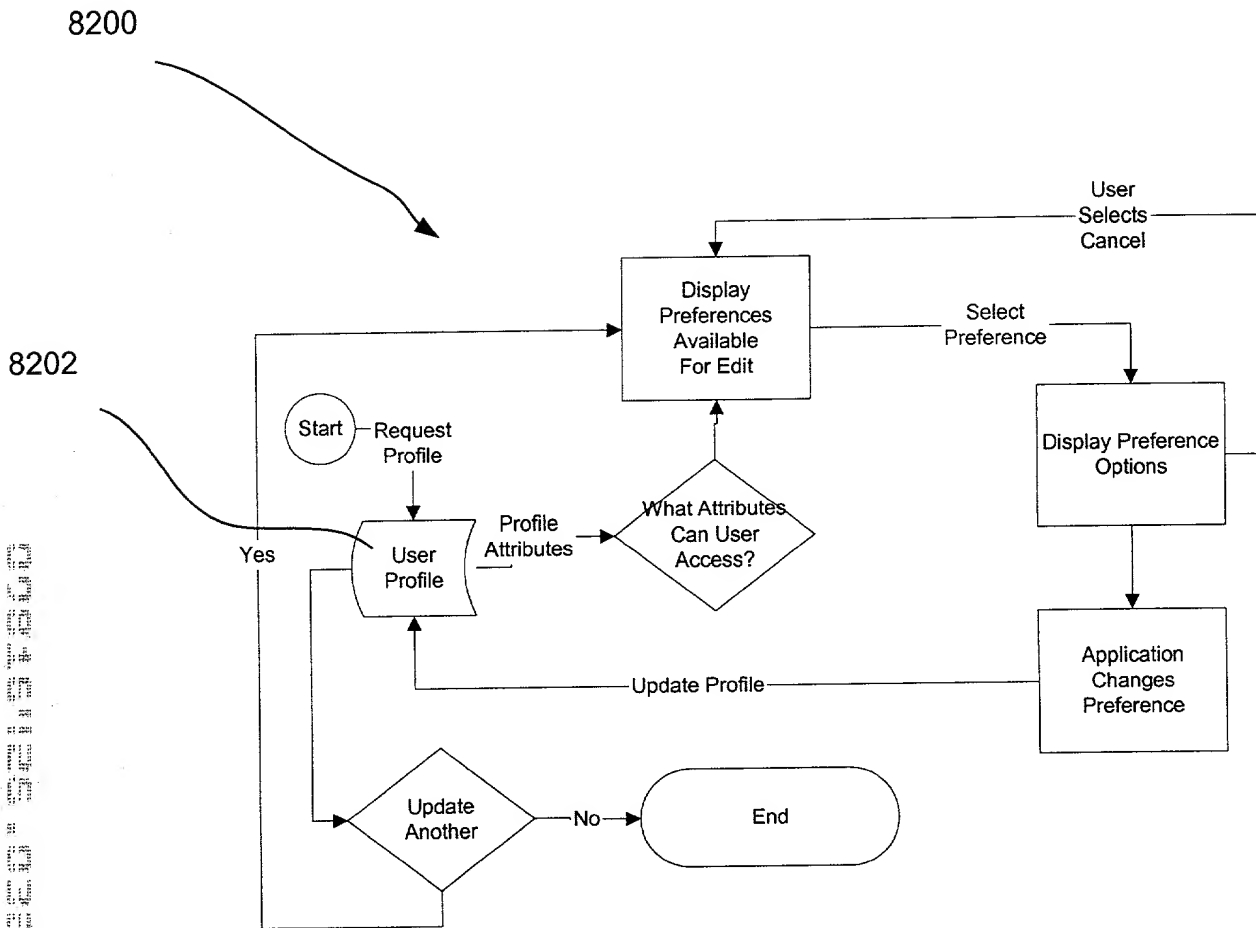 8200
User
Selects
Cancel
Display
Preferences
Available
For Edit
Select
Preference
8202
Start
Request
Profile
Display Preference
Options
What Attributes
Can User
Access?
Profile
Attributes
Yes
User
Profile
Application
Changes
Preference
Update Profile
Update
Another
No
End